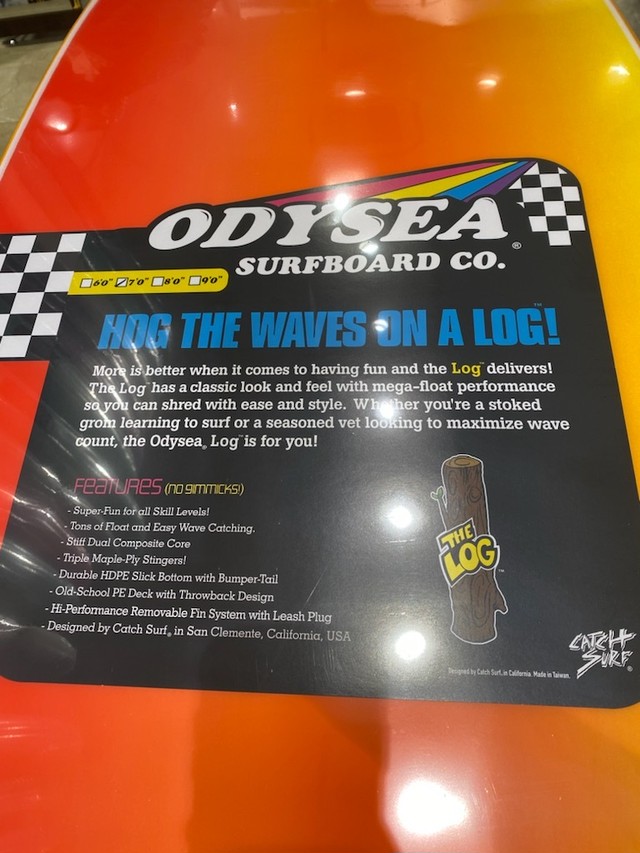 ODYSEA®
SURFBOARD CO.
6'0" 7'0" 8'0" 9'0"
HOG THE WAVES ON A LOG!™
More is better when it comes to having fun and the Log™ delivers!
The Log™ has a classic look and feel with mega-float performance
so you can shred with ease and style. Whether you're a stoked
grom learning to surf or a seasoned vet looking to maximize wave
count, the Odysea® Log™ is for you!
FEATURES (NO GIMMICKS!)
- Super-Fun for all Skill Levels!
- Tons of Float and Easy Wave Catching.
- Stiff Dual Composite Core
- Triple Maple-Ply Stingers!
- Durable HDPE Slick Bottom with Bumper-Tail
- Old-School PE Deck with Throwback Design
- Hi-Performance Removable Fin System with Leash Plug
- Designed by Catch Surf® in San Clemente, California, USA
THE
LOG™
CATCH
SURF®
Designed by Catch Surf® in California. Made in Taiwan.